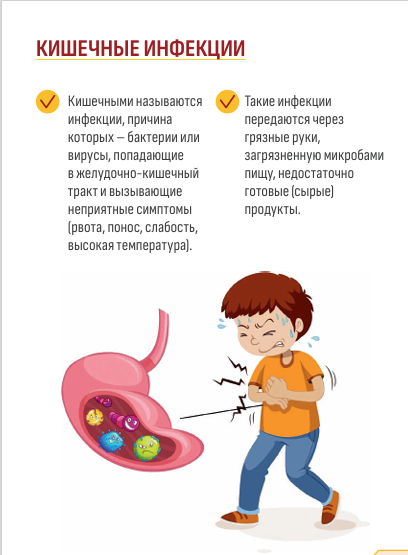 КИШЕЧНЫЕ ИНФЕКЦИИ
Кишечными называются
инфекции, причина
которых – бактерии или
вирусы, попадающие
в желудочно-кишечный
тракт и вызывающие
неприятные симптомы
(рвота, понос, слабость,
высокая температура).
Такие инфекции
передаются через
грязные руки,
загрязненную микробами
пищу, недостаточно
готовые (сырые)
продукты.